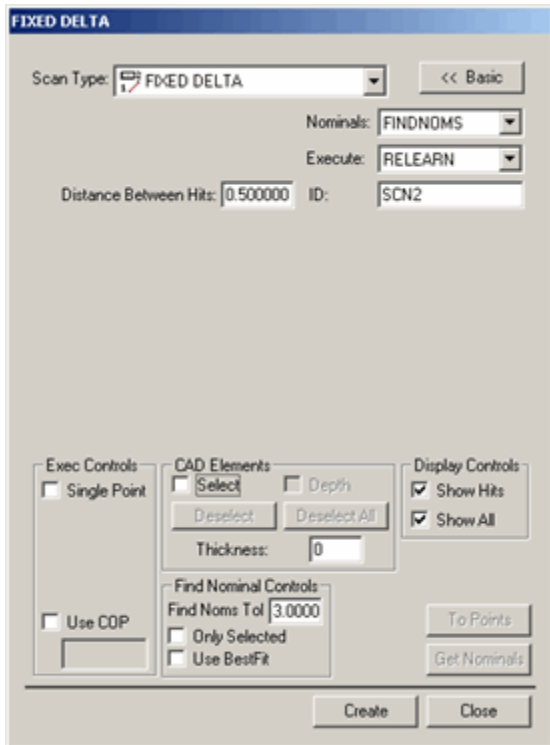 FIXED DELTA
Scan Type: FIXED DELTA << Basic
Nominals: FINDNOMS
Execute: RELEARN
Distance Between Hits: 0.500000 ID: SCN2
Exec Controls CAD Elements Display Controls
Single Point Select Depth Show Hits
Deselect Deselect All Show All
Thickness: 0
Find Nominal Controls
Find Noms Tol 3.0000 To Points
Use COP Only Selected
Use BestFit Get Nominals
Create Close